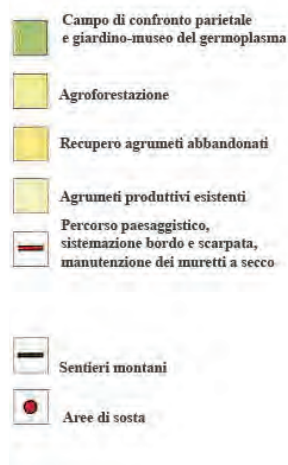 Campo di confronto parietale
e giardino-museo del germoplasma
Agroforestazione
Recupero agrumeti abbandonati
Agrumeti produttivi esistenti
Percorso paesaggistico,
sistemazione bordo e scarpata,
manutenzione dei muretti a secco
Sentieri montani
Aree di sosta